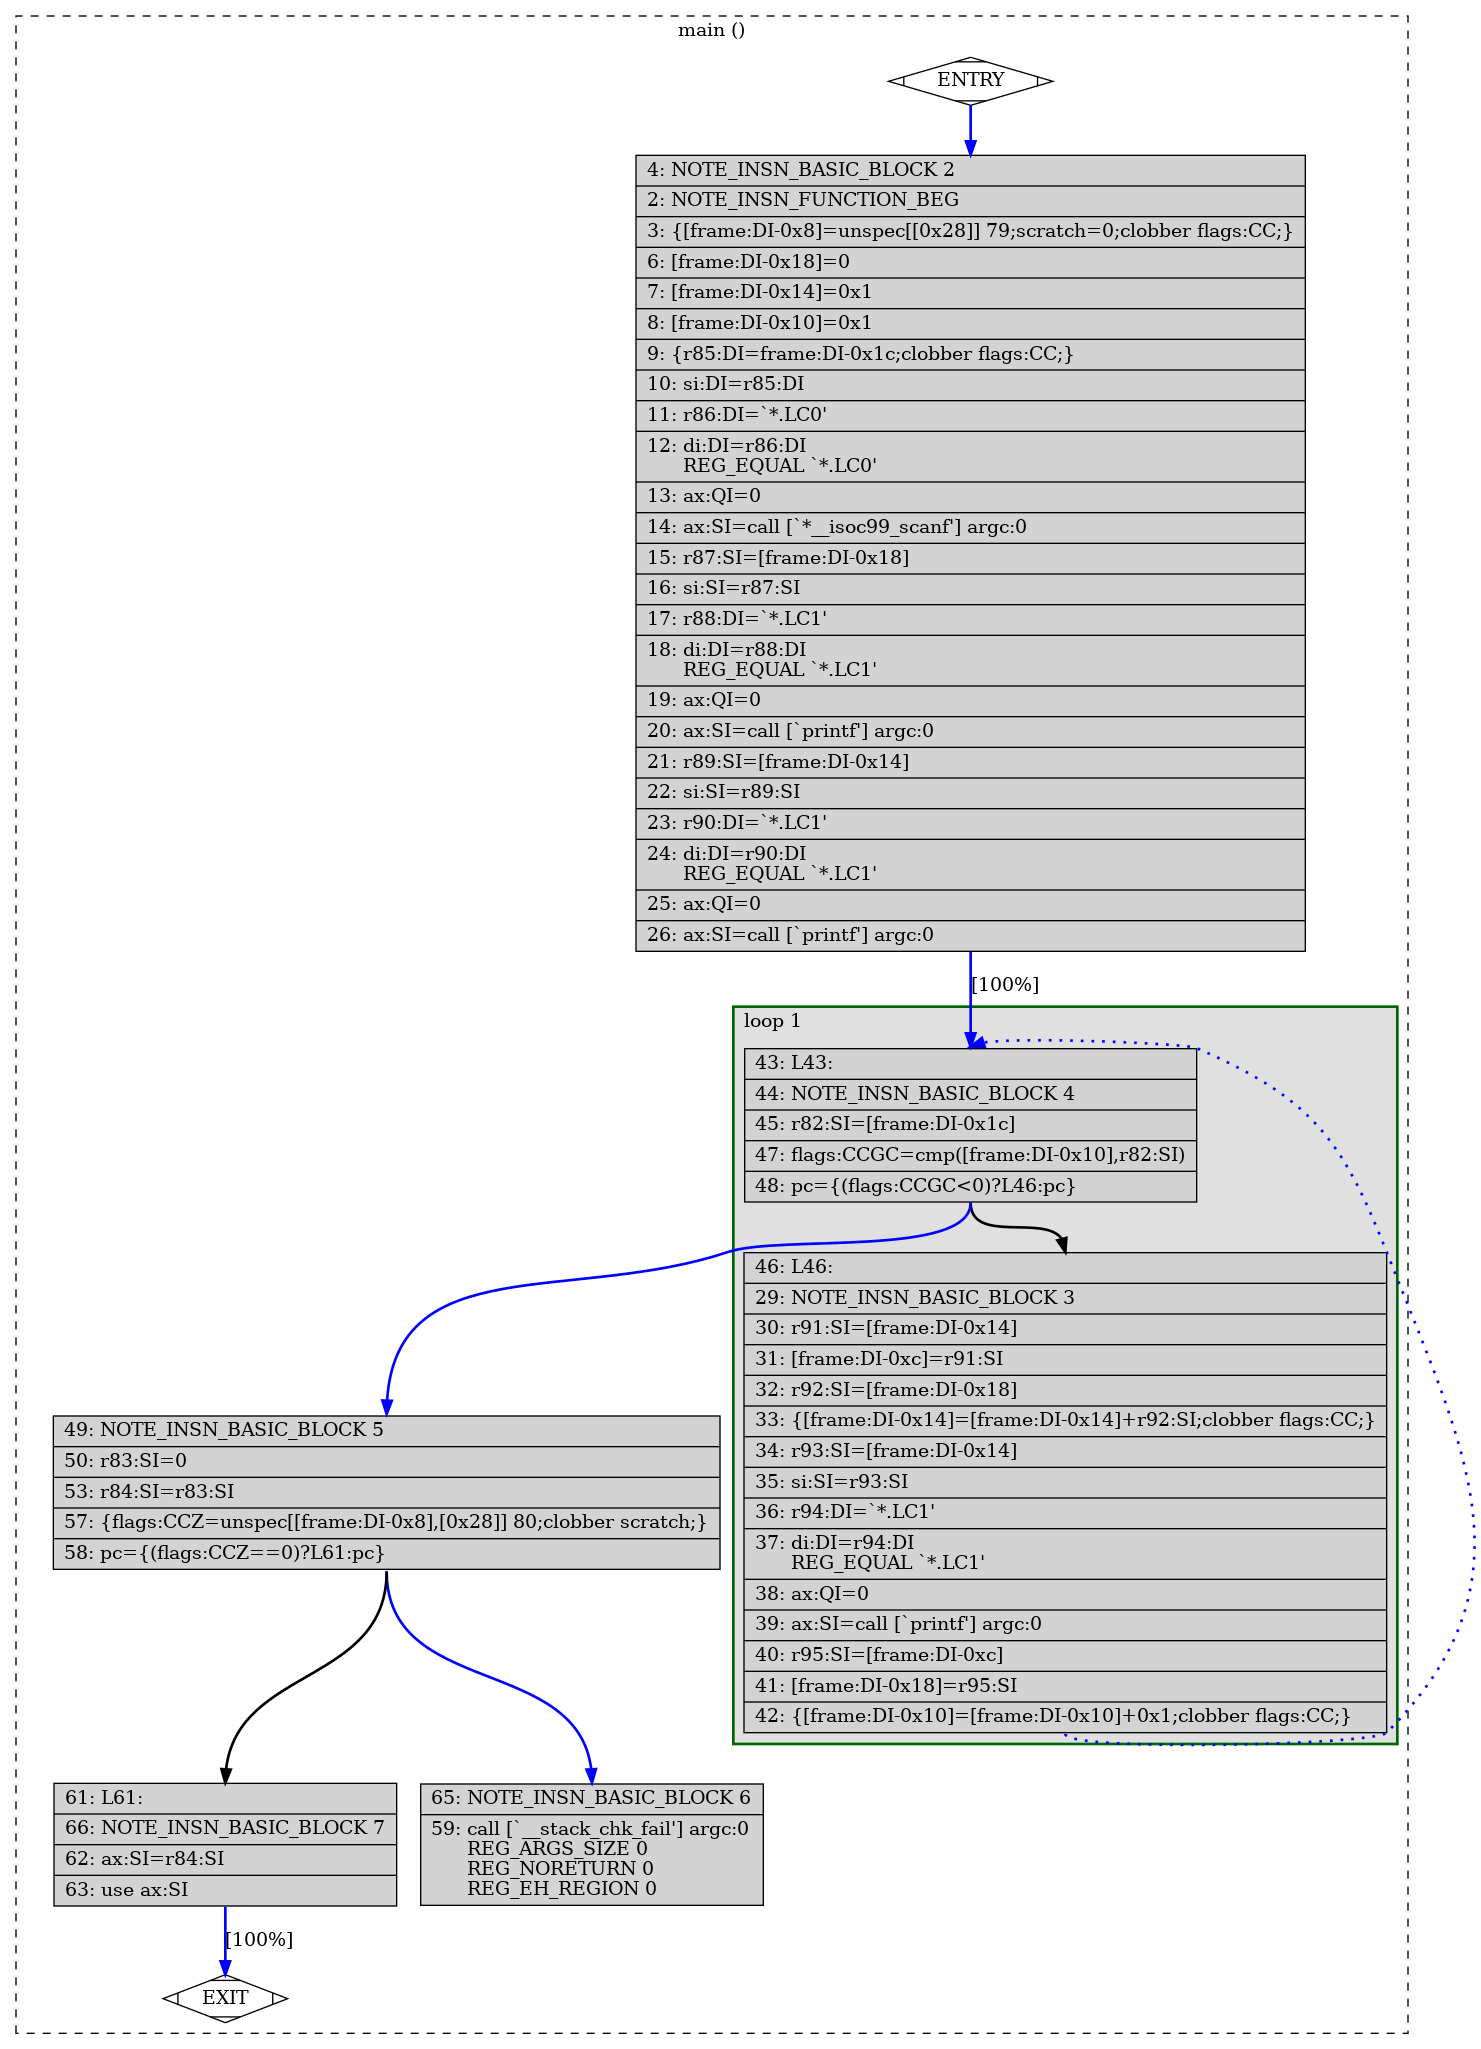 main ()
ENTRY
4: NOTE_INSN_BASIC_BLOCK 2
2: NOTE_INSN_FUNCTION_BEG
3: {[frame:DI-0x8]=unspec[[0x28]] 79;scratch=0;clobber flags:CC;}
6: [frame:DI-0x18]=0
7: [frame:DI-0x14]=0x1
8: [frame:DI-0x10]=0x1
9: {r85:DI=frame:DI-0x1c;clobber flags:CC;}
10: si:DI=r85:DI
11: r86:DI=`*.LC0'
12: di:DI=r86:DI
REG_EQUAL `*.LC0'
13: ax:QI=0
14: ax:SI=call [`*__isoc99_scanf'] argc:0
15: r87:SI=[frame:DI-0x18]
16: si:SI=r87:SI
17: r88:DI=`*.LC1'
18: di:DI=r88:DI
REG_EQUAL `*.LC1'
19: ax:QI=0
20: ax:SI=call [`printf'] argc:0
21: r89:SI=[frame:DI-0x14]
22: si:SI=r89:SI
23: r90:DI=`*.LC1'
24: di:DI=r90:DI
REG_EQUAL `*.LC1'
25: ax:QI=0
26: ax:SI=call [`printf'] argc:0
[100%]
loop 1
43: L43:
44: NOTE_INSN_BASIC_BLOCK 4
45: r82:SI=[frame:DI-0x1c]
47: flags:CCGC=cmp([frame:DI-0x10],r82:SI)
48: pc={(flags:CCGC<0)?L46:pc}
46: L46:
29: NOTE_INSN_BASIC_BLOCK 3
30: r91:SI=[frame:DI-0x14]
31: [frame:DI-0xc]=r91:SI
32: r92:SI=[frame:DI-0x18]
33: {[frame:DI-0x14]=[frame:DI-0x14]+r92:SI;clobber flags:CC;}
34: r93:SI=[frame:DI-0x14]
35: si:SI=r93:SI
36: r94:DI=`*.LC1'
37: di:DI=r94:DI
REG_EQUAL `*.LC1'
38: ax:QI=0
39: ax:SI=call [`printf'] argc:0
40: r95:SI=[frame:DI-0xc]
41: [frame:DI-0x18]=r95:SI
42: {[frame:DI-0x10]=[frame:DI-0x10]+0x1;clobber flags:CC;}
49: NOTE_INSN_BASIC_BLOCK 5
50: r83:SI=0
53: r84:SI=r83:SI
57: {flags:CCZ=unspec[[frame:DI-0x8],[0x28]] 80;clobber scratch;}
58: pc={(flags:CCZ==0)?L61:pc}
61: L61:
66: NOTE_INSN_BASIC_BLOCK 7
62: ax:SI=r84:SI
63: use ax:SI
65: NOTE_INSN_BASIC_BLOCK 6
59: call [`__stack_chk_fail'] argc:0
REG_ARGS_SIZE 0
REG_NORETURN 0
REG_EH_REGION 0
[100%]
EXIT